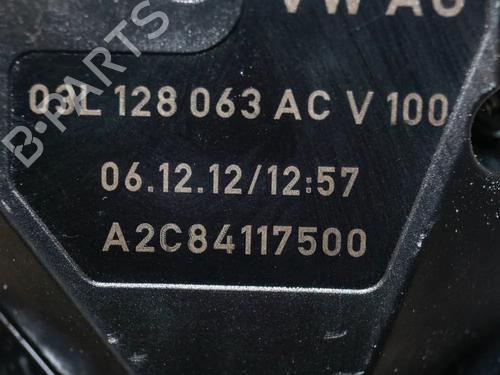 VW AG
03L 128 063 AC V 100
06.12.12/12:57
A2C84117500
B-PARTS